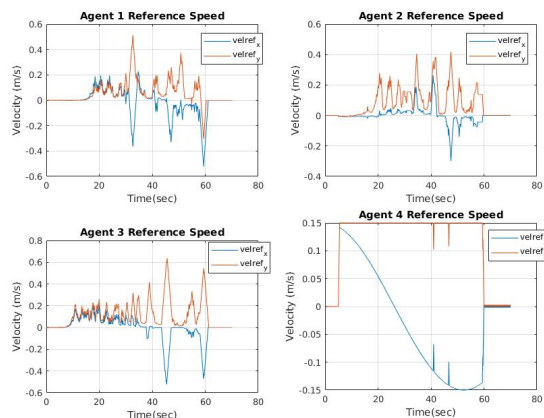 Agent 1 Reference Speed
velref x
velref y
Velocity (m/s)
0.6
0.4
0.2
0
-0.2
-0.4
-0.6
0 20 40 60 80
Time(sec)
Agent 2 Reference Speed
velref x
velref y
Velocity (m/s)
0.6
0.4
0.2
0
-0.2
-0.4
0 20 40 60 80
Time(sec)
Agent 3 Reference Speed
velref x
velref y
Velocity (m/s)
0.8
0.6
0.4
0.2
0
-0.2
-0.4
-0.6
0 20 40 60 80
Time(sec)
Agent 4 Reference Speed
velref
velref
Velocity (m/s)
0.15
0.1
0.05
0
-0.05
-0.1
-0.15
0 20 40 60 80
Time(sec)